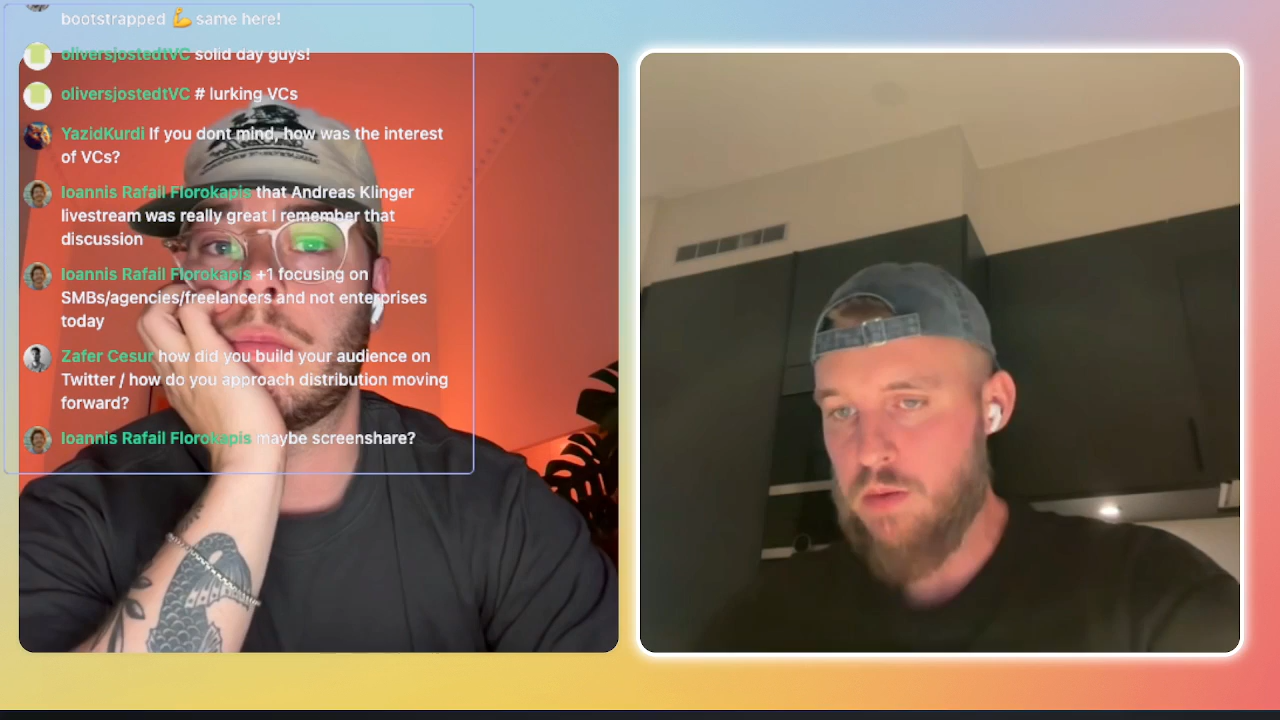 bootstrapped 💪 same here!
oliversjostedtVC solid day guys!
oliversjostedtVC # lurking VCs
YazidKurdi If you dont mind, how was the interest
of VCs?
Ioannis Rafail Florokapis that Andreas Klinger
livestream was really great I remember that
discussion
Ioannis Rafail Florokapis +1 focusing on
SMBs/agencies/freelancers and not enterprises
today
Zafer Cesur how did you build your audience on
Twitter / how do you approach distribution moving
forward?
Ioannis Rafail Florokapis maybe screenshare?